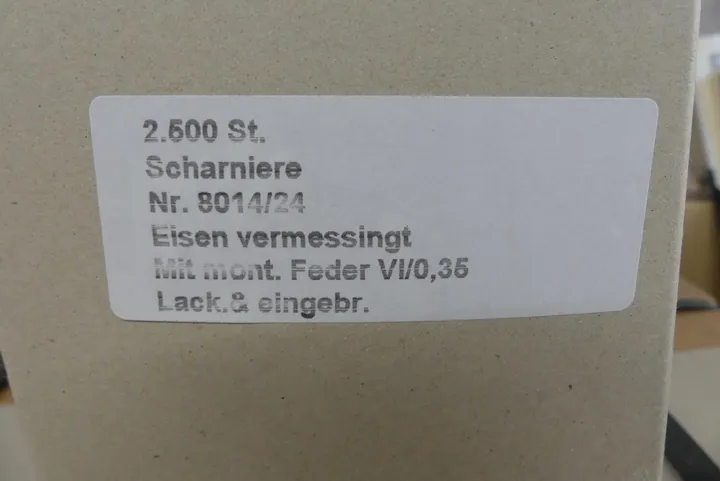 2.500 St.
Scharniere
Nr. 8014/24
Eisen vermessingt
Mit mont. Feder VI/0,35
Lack.& eingebr.